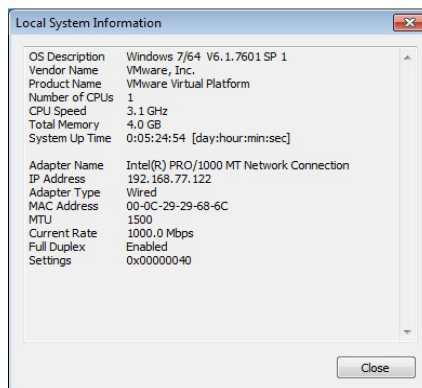 Local System Information
OS Description Windows 7/64 V6.1.7601 SP 1
Vendor Name VMware, Inc.
Product Name VMware Virtual Platform
Number of CPUs 1
CPU Speed 3.1 GHz
Total Memory 4.0 GB
System Up Time 0:05:24:54 [day:hour:min:sec]
Adapter Name Intel(R) PRO/1000 MT Network Connection
IP Address 192.168.77.122
Adapter Type Wired
MAC Address 00-0C-29-29-68-6C
MTU 1500
Current Rate 1000.0 Mbps
Full Duplex Enabled
Settings 0x00000040
Close